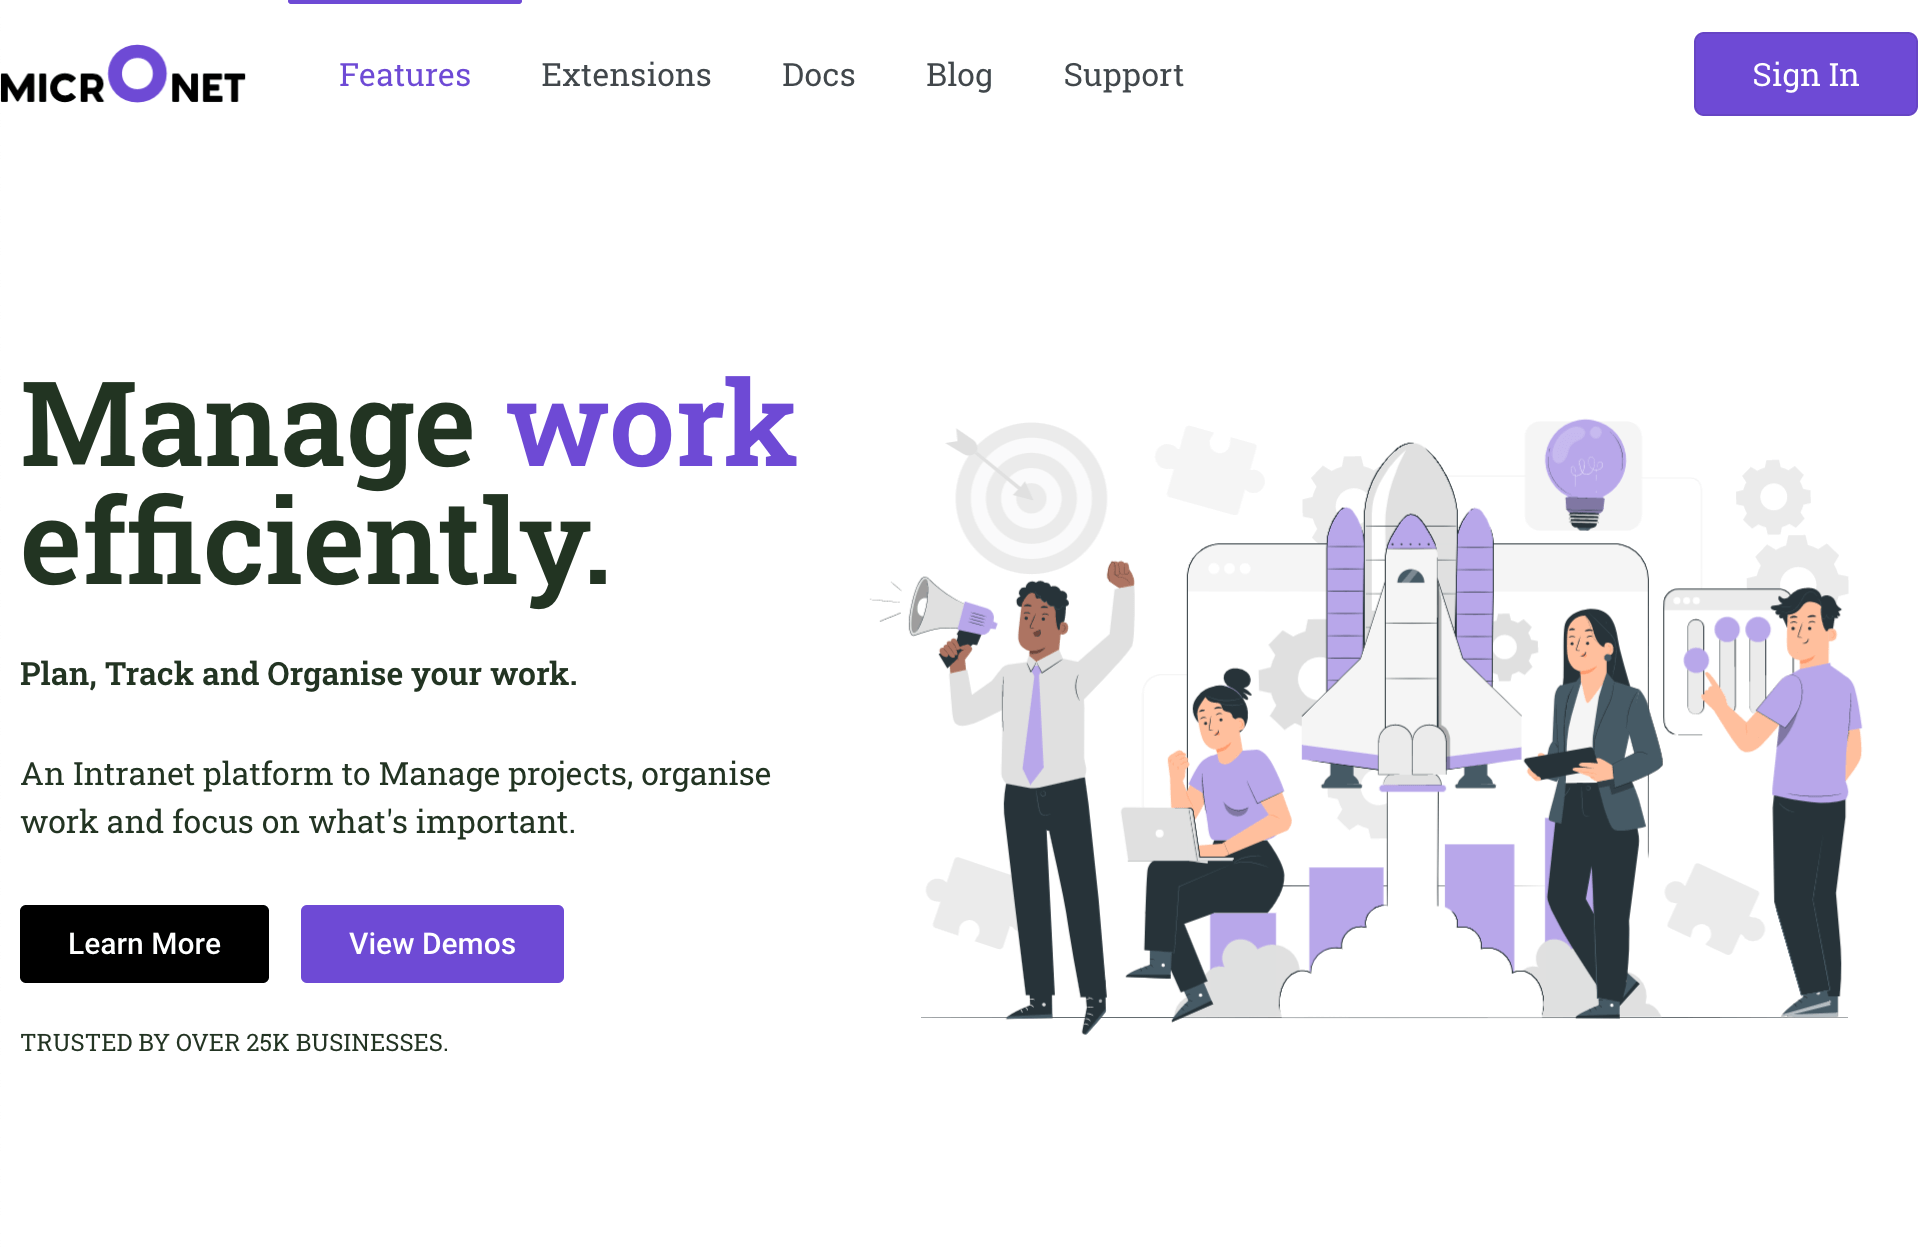 MICRONET
Features
Extensions
Docs
Blog
Support
Sign In
Manage work
efficiently.
Plan, Track and Organise your work.
An Intranet platform to Manage projects, organise
work and focus on what's important.
Learn More
View Demos
TRUSTED BY OVER 25K BUSINESSES.